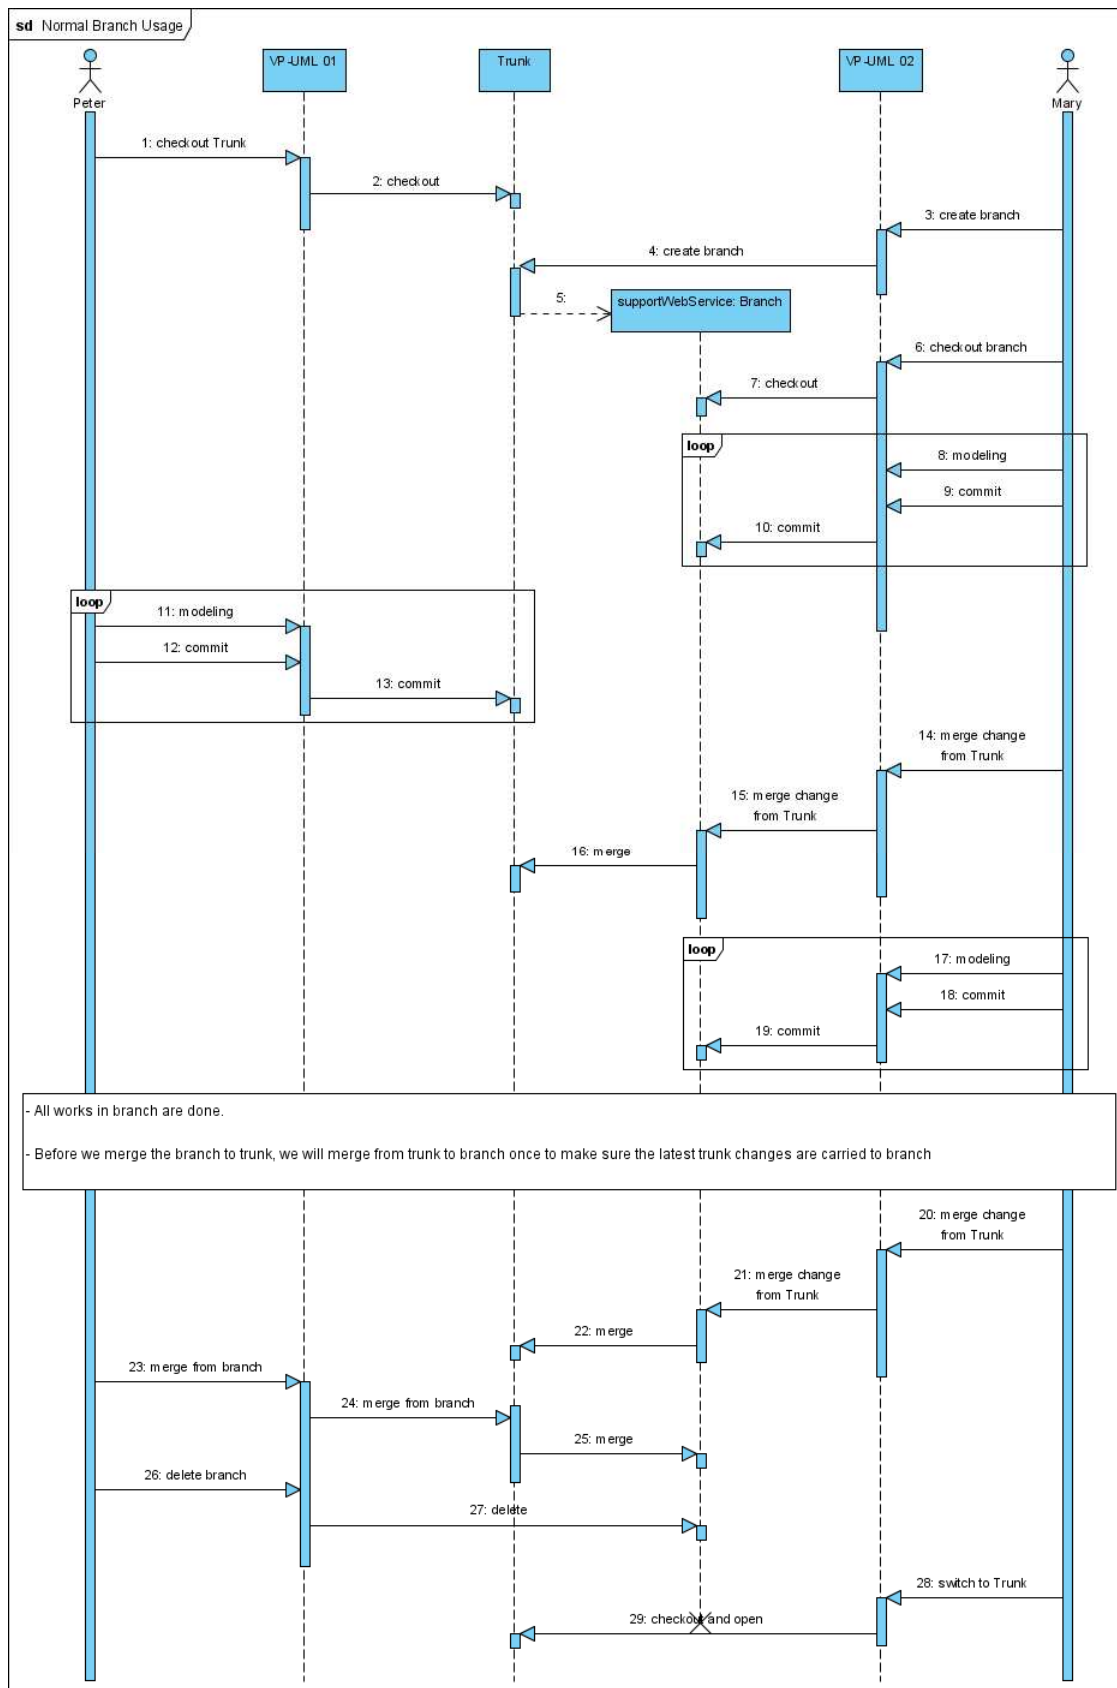 sd Normal Branch Usage
Peter
VP-UML 01
Trunk
VP-UML 02
Mary
1: checkout Trunk
2: checkout
3: create branch
4: create branch
5:
supportWebService: Branch
6: checkout branch
7: checkout
loop
8: modeling
9: commit
10: commit
loop
11: modeling
12: commit
13: commit
14: merge change
from Trunk
15: merge change
from Trunk
16: merge
loop
17: modeling
18: commit
19: commit
- All works in branch are done.
- Before we merge the branch to trunk, we will merge from trunk to branch once to make sure the latest trunk changes are carried to branch
20: merge change
from Trunk
21: merge change
from Trunk
22: merge
23: merge from branch
24: merge from branch
25: merge
26: delete branch
27: delete
28: switch to Trunk
29: checkout and open